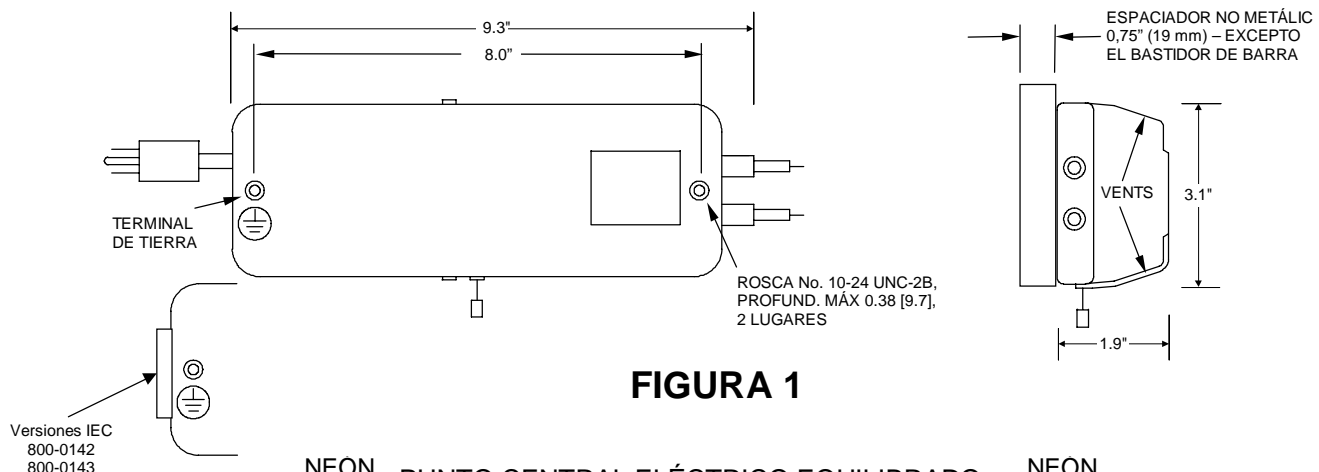 9.3"
8.0"
ESPACIADOR NO METÁLIC
0,75" (19 mm) – EXCEPTO
EL BASTIDOR DE BARRA
TERMINAL
DE TIERRA
VENTS
3.1"
ROSCA No. 10-24 UNC-2B,
PROFUND. MÁX 0.38 [9.7],
2 LUGARES
1.9"
FIGURA 1
Versiones IEC
800-0142
800-0143
NEÓN PUNTO CENTRAL ELÉCTRICO EQUILIBRADO NEÓN